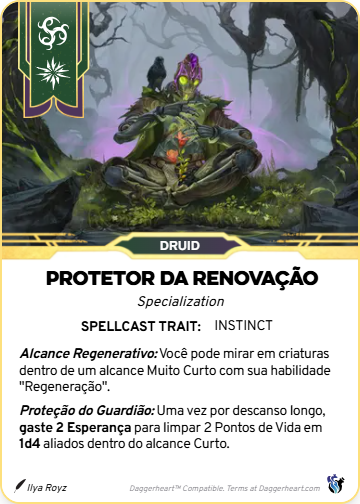 DRUID
PROTETOR DA RENOVAÇÃO
Specialization
SPELLCAST TRAIT: INSTINCT
Alcance Regenerativo: Você pode mirar em criaturas
dentro de um alcance Muito Curto com sua habilidade
"Regeneração".
Proteção do Guardião: Uma vez por descanso longo,
gaste 2 Esperança para limpar 2 Pontos de Vida em
1d4 aliados dentro do alcance Curto.
Ilya Royz
Daggerheart™ Compatible. Terms at Daggerheart.com